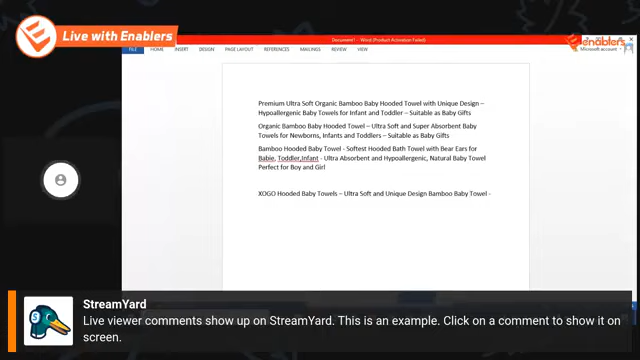 Live with Enablers
Enablers
Document1 - Word (Product Activation Failed)
FILE HOME INSERT DESIGN PAGE LAYOUT REFERENCES MAILINGS REVIEW VIEW
Microsoft account
Premium Ultra Soft Organic Bamboo Baby Hooded Towel with Unique Design –
Hypoallergenic Baby Towels for Infant and Toddler – Suitable as Baby Gifts
Organic Bamboo Baby Hooded Towel – Ultra Soft and Super Absorbent Baby
Towels for Newborns, Infants and Toddlers – Suitable as Baby Gifts
Bamboo Hooded Baby Towel - Softest Hooded Bath Towel with Bear Ears for
Babie, Toddler,Infant - Ultra Absorbent and Hypoallergenic, Natural Baby Towel
Perfect for Boy and Girl
XOGO Hooded Baby Towels – Ultra Soft and Unique Design Bamboo Baby Towel -
StreamYard
Live viewer comments show up on StreamYard. This is an example. Click on a comment to show it on
screen.